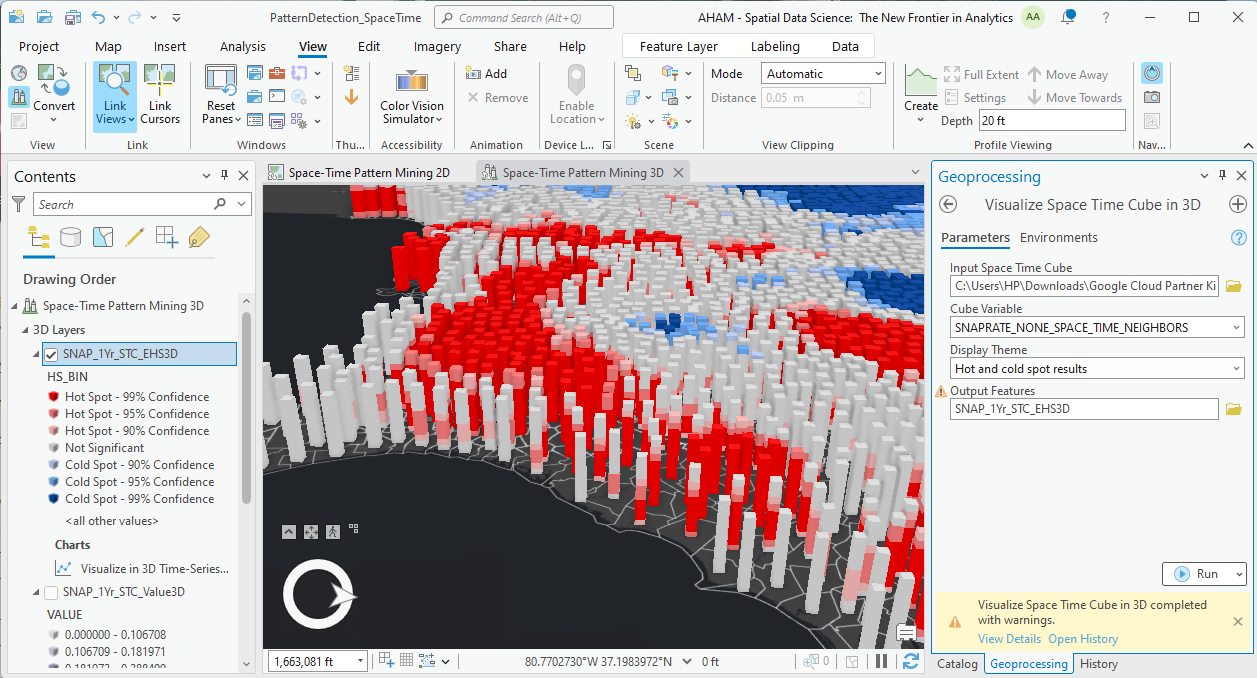 PatternDetection_SpaceTime
Command Search (Alt+Q)
AHAM - Spatial Data Science: The New Frontier in Analytics
AA
?
Project
Map
Insert
Analysis
View
Edit
Imagery
Share
Help
Feature Layer
Labeling
Data
Convert
Link Views
Link Cursors
Reset Panes
Color Vision Simulator
Add
Remove
Enable Location
Mode
Automatic
Distance
0.05 m
Create
Full Extent
Move Away
Settings
Move Towards
Depth
20 ft
View
Link
Windows
Thu...
Accessibility
Animation
Device L...
Scene
View Clipping
Profile Viewing
Nav...
Contents
Search
Drawing Order
Space-Time Pattern Mining 3D
3D Layers
SNAP_1Yr_STC_EHS3D
HS_BIN
Hot Spot - 99% Confidence
Hot Spot - 95% Confidence
Hot Spot - 90% Confidence
Not Significant
Cold Spot - 90% Confidence
Cold Spot - 95% Confidence
Cold Spot - 99% Confidence
<all other values>
Charts
Visualize in 3D Time-Series...
SNAP_1Yr_STC_Value3D
VALUE
0.000000 - 0.106708
0.106709 - 0.181971
Space-Time Pattern Mining 2D
Space-Time Pattern Mining 3D
1,663,081 ft
80.7702730°W 37.1983972°N
0 ft
0
Geoprocessing
Visualize Space Time Cube in 3D
Parameters
Environments
?
Input Space Time Cube
C:\Users\HP\Downloads\Google Cloud Partner Ki
Cube Variable
SNAPRATE_NONE_SPACE_TIME_NEIGHBORS
Display Theme
Hot and cold spot results
Output Features
SNAP_1Yr_STC_EHS3D
Run
Visualize Space Time Cube in 3D completed
with warnings.
View Details
Open History
Catalog
Geoprocessing
History